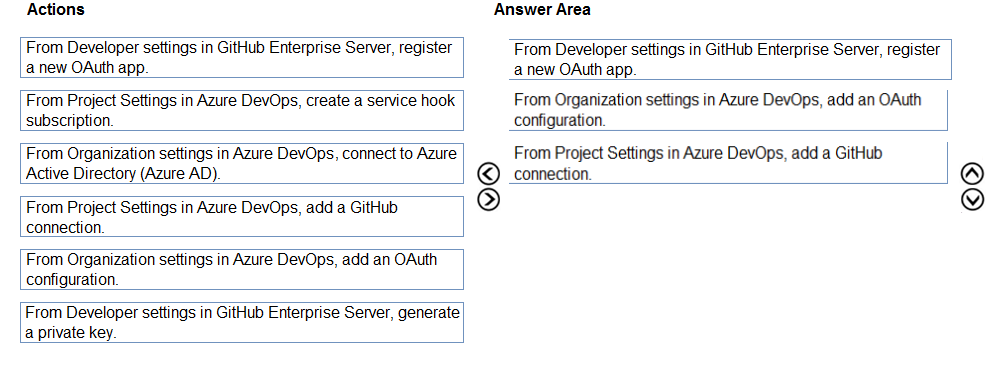 Actions
From Developer settings in GitHub Enterprise Server, register
a new OAuth app.
From Project Settings in Azure DevOps, create a service hook
subscription.
From Organization settings in Azure DevOps, connect to Azure
Active Directory (Azure AD).
From Project Settings in Azure DevOps, add a GitHub
connection.
From Organization settings in Azure DevOps, add an OAuth
configuration.
From Developer settings in GitHub Enterprise Server, generate
a private key.
Answer Area
From Developer settings in GitHub Enterprise Server, register
a new OAuth app.
From Organization settings in Azure DevOps, add an OAuth
configuration.
From Project Settings in Azure DevOps, add a GitHub
connection.